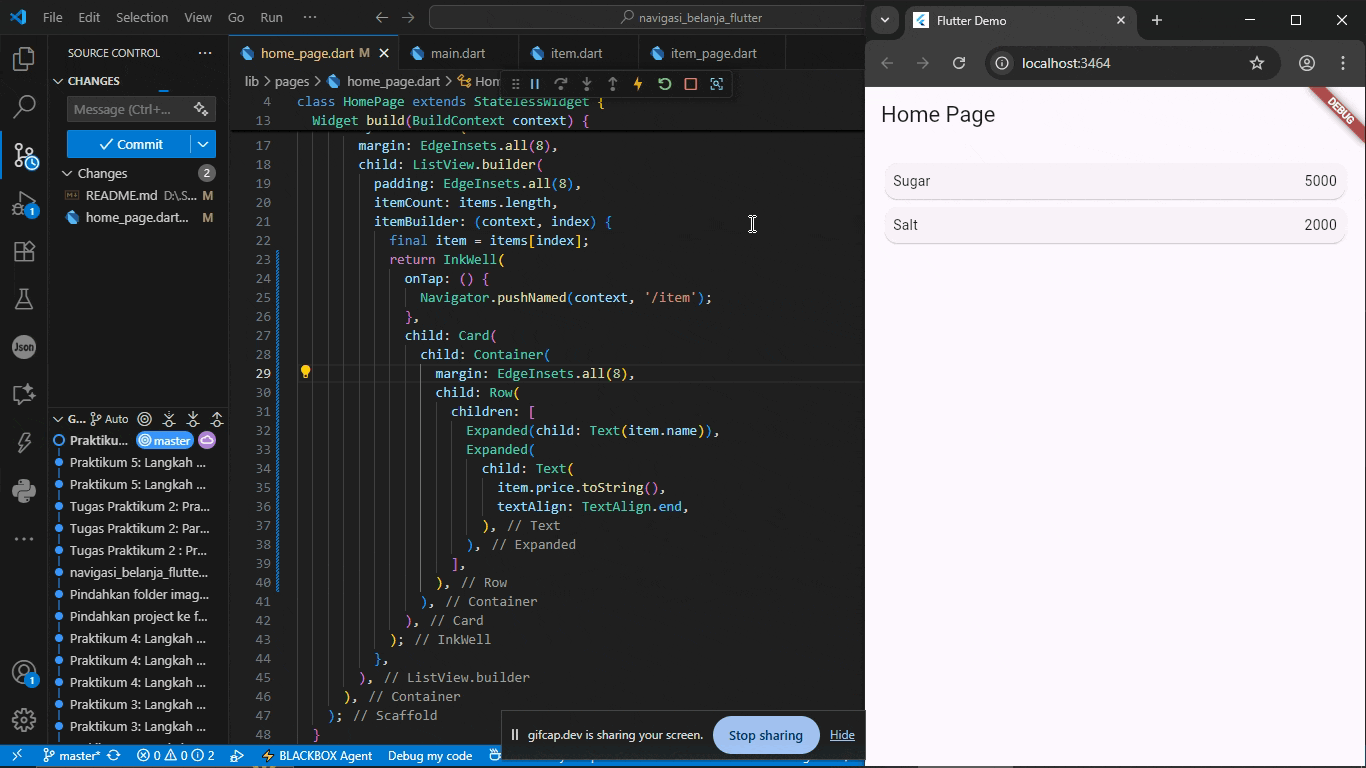 File Edit Selection View Go Run ···
navigasi_belanja_flutter
SOURCE CONTROL ···
CHANGES
Message (Ctrl+...
Commit
Changes 2
README.md D:\.S... M
home_page.dart... M
G... Auto
Praktiku... master
Praktikum 5: Langkah ...
Praktikum 5: Langkah ...
Tugas Praktikum 2: Pra...
Tugas Praktikum 2: Par...
Tugas Praktikum 2 : Pr...
navigasi_belanja_flutte...
Pindahkan folder imag...
Pindahkan project ke f...
Praktikum 4: Langkah ...
Praktikum 4: Langkah ...
Praktikum 4: Langkah ...
Praktikum 3: Langkah ...
Praktikum 3: Langkah ...
1
Json
1
home_page.dart M
main.dart
item.dart
item_page.dart
lib > pages > home_page.dart > Hon
4 class HomePage extends StatelessWidget {
13 Widget build(BuildContext context) {
17 margin: EdgeInsets.all(8),
18 child: ListView.builder(
19 padding: EdgeInsets.all(8),
20 itemCount: items.length,
21 itemBuilder: (context, index) {
22 final item = items[index];
23 return InkWell(
24 onTap: () {
25 Navigator.pushNamed(context, '/item');
26 },
27 child: Card(
28 child: Container(
29 margin: EdgeInsets.all(8),
30 child: Row(
31 children: [
32 Expanded(child: Text(item.name)),
33 Expanded(
34 child: Text(
35 item.price.toString(),
36 textAlign: TextAlign.end,
37 ), // Text
38 ), // Expanded
39 ],
40 ), // Row
41 ), // Container
42 ), // Card
43 ); // InkWell
44 },
45 ), // ListView.builder
46 ), // Container
47 ); // Scaffold
48 }
master* 0 0 2 BLACKBOX Agent Debug my code
gifcap.dev is sharing your screen. Stop sharing Hide
Flutter Demo
localhost:3464
Home Page
DEBUG
Sugar 5000
Salt 2000